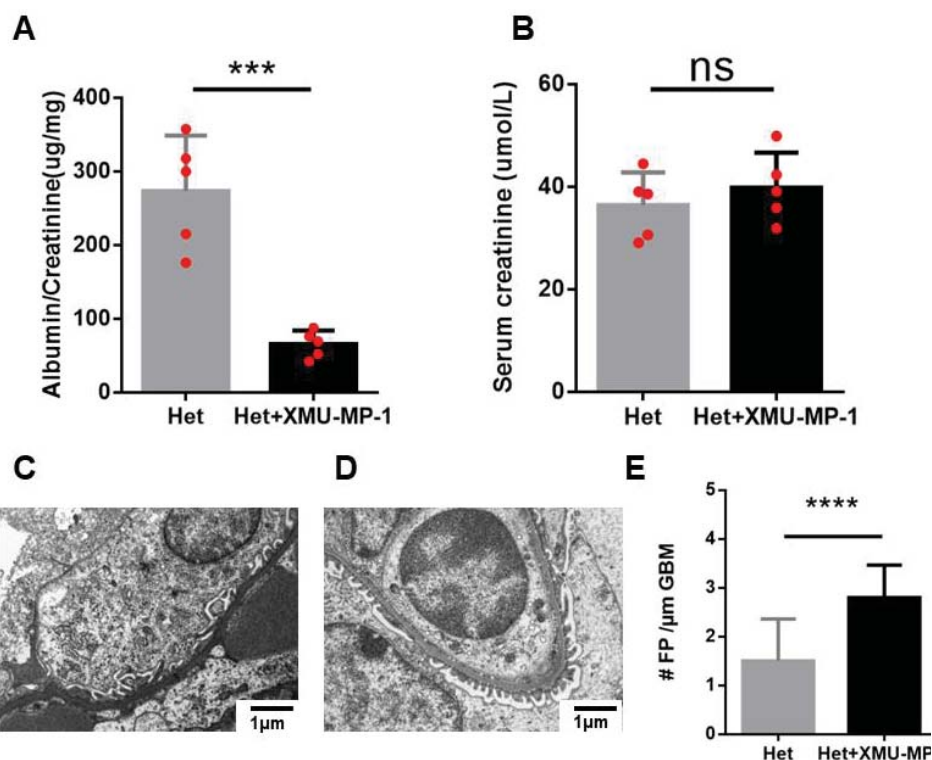 A
***
400
300
200
100
0
Albumin/Creatinine(ug/mg)
Het
Het+XMU-MP-1
B
ns
60
40
20
0
Serum creatinine (umol/L)
Het
Het+XMU-MP-1
C
1µm
D
1µm
E
****
5
4
3
2
1
0
# FP /µm GBM
Het
Het+XMU-MP